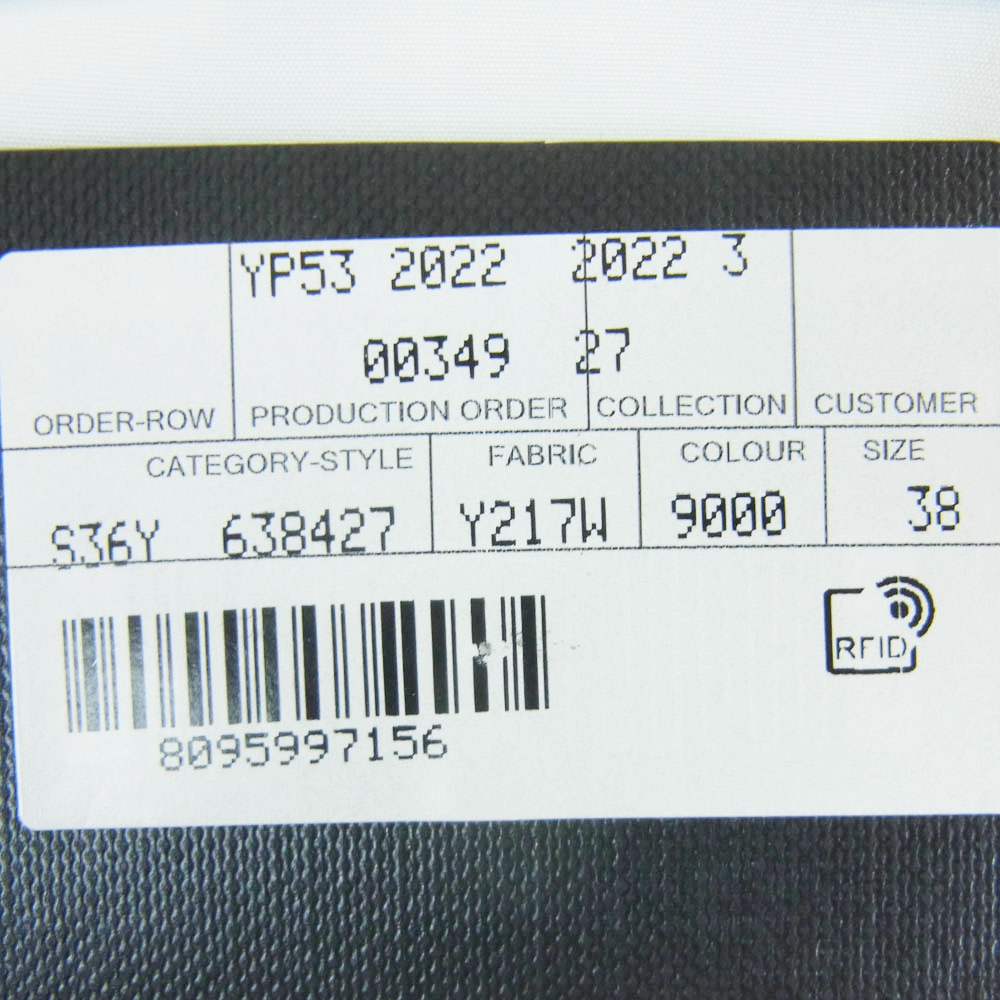 YP53 2022 2022 3
00349 27
ORDER-ROW PRODUCTION ORDER COLLECTION CUSTOMER
CATEGORY-STYLE FABRIC COLOUR SIZE
S36Y 638427 Y217W 9000 38
RFID
8095997156